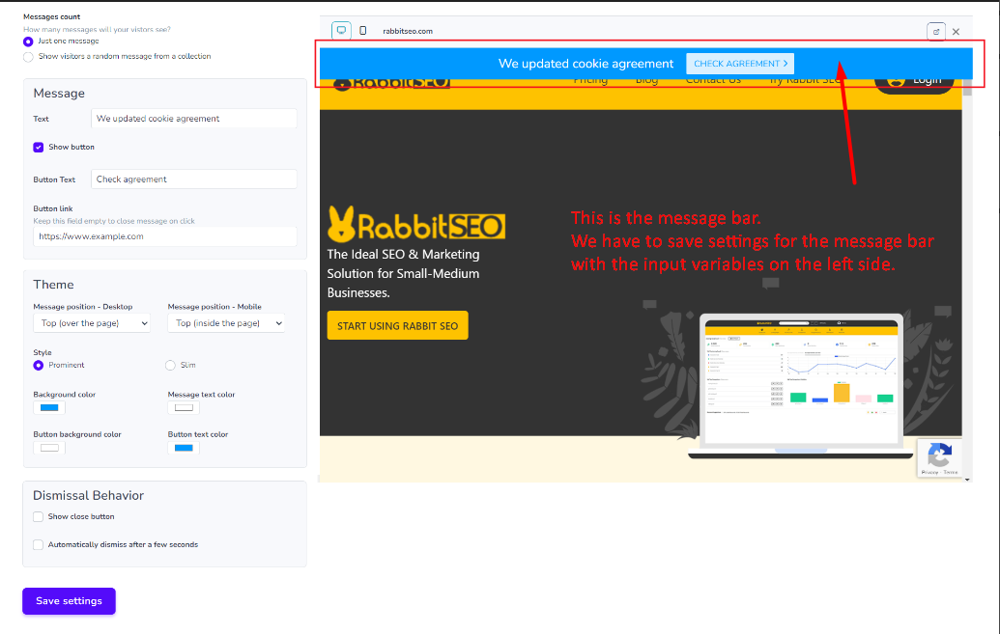 Messages count
How many messages will your vistors see?
Just one message
Show visitors a random message from a collection
Message
Text
We updated cookie agreement
Show button
Button Text
Check agreement
Button link
Keep this field empty to close message on click
https://www.example.com
Theme
Message position - Desktop
Message position - Mobile
Top (over the page)
Top (inside the page)
Style
Prominent
Slim
Background color
Message text color
Button background color
Button text color
Dismissal Behavior
Show close button
Automatically dismiss after a few seconds
Save settings
rabbitseo.com
We updated cookie agreement
CHECK AGREEMENT
RabbitSEO
Pricing
Blog
Contact Us
Try Rabbit SEO
Login
This is the message bar.
We have to save settings for the message bar
with the input variables on the left side.
RabbitSEO
The Ideal SEO & Marketing
Solution for Small-Medium
Businesses.
START USING RABBIT SEO
Privacy - Terms